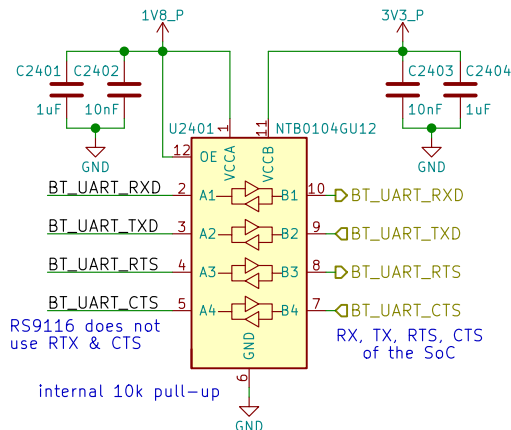 1V8_P
3V3_P
C2401
C2402
C2403
C2404
1uF
10nF
10nF
1uF
GND
GND
U2401
NTB0104GU12
1
11
12
OE
VCCA
VCCB
BT_UART_RXD
2
A1
B1
10
BT_UART_RXD
BT_UART_TXD
3
A2
B2
9
BT_UART_TXD
BT_UART_RTS
4
A3
B3
8
BT_UART_RTS
BT_UART_CTS
5
A4
B4
7
BT_UART_CTS
RS9116 does not
use RTX & CTS
GND
RX, TX, RTS, CTS
of the SoC
6
internal 10k pull-up
GND